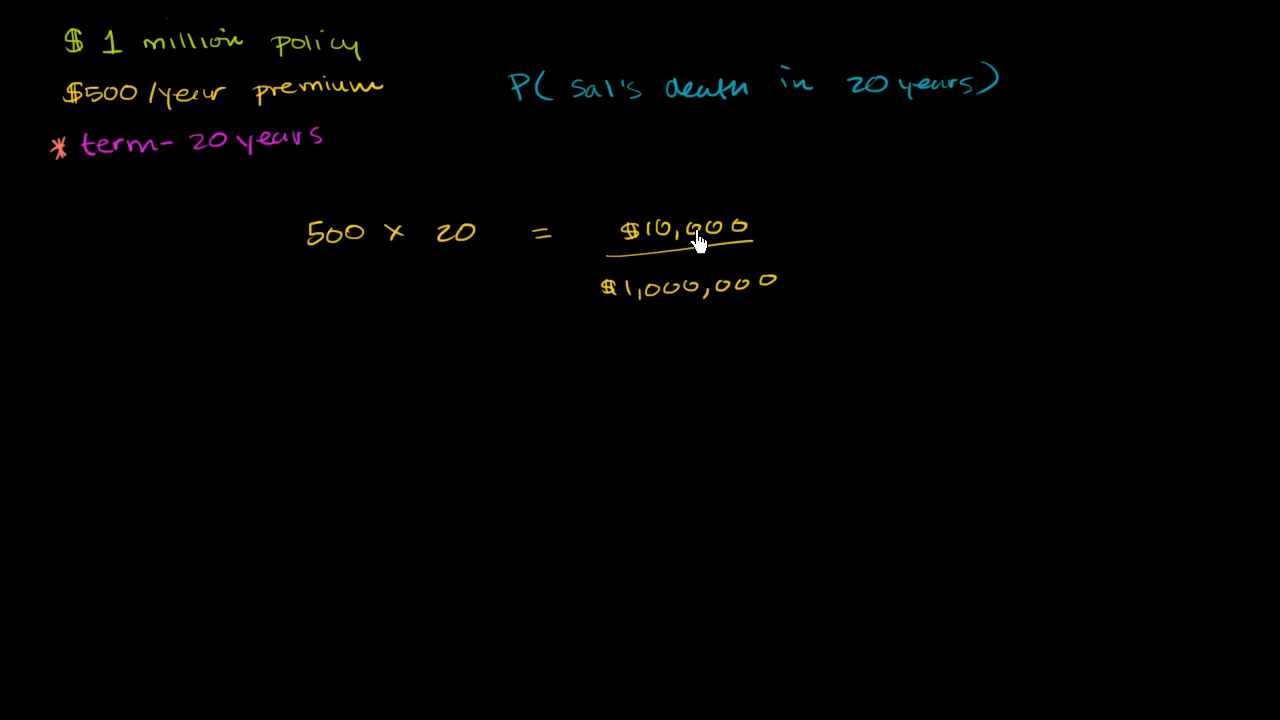 $ 1 million policy
$500 /year premium
P( sal's death in 20 years)
* term - 20 years
500 × 20 = $10,000
$1,000,000